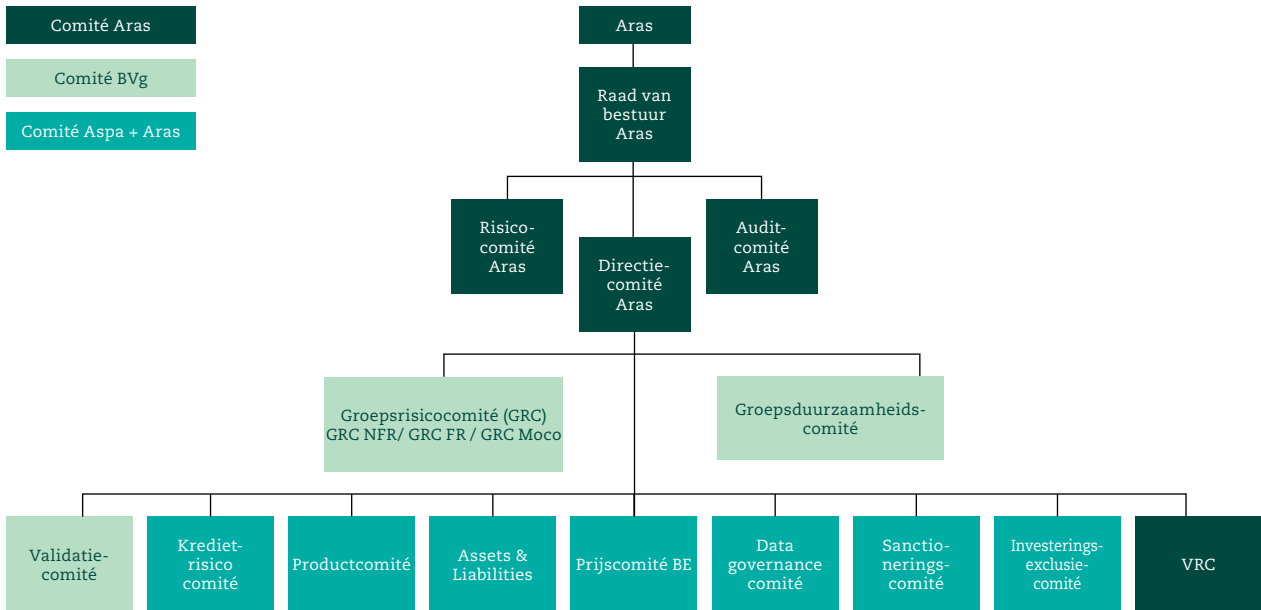 Comité Aras
Comité BVg
Comité Aspa + Aras
Aras
Raad van
bestuur
Aras
Risico-
comité
Aras
Directie-
comité
Aras
Audit-
comité
Aras
Groepsrisicocomité (GRC)
GRC NFR/ GRC FR / GRC Moco
Groepsduurzaamheids-
comité
Validatie-
comité
Krediet-
risico
comité
Productcomité
Assets &
Liabilities
Prijscomité BE
Data
governance
comité
Sanctio-
nerings-
comité
Investerings-
exclusie-
comité
VRC